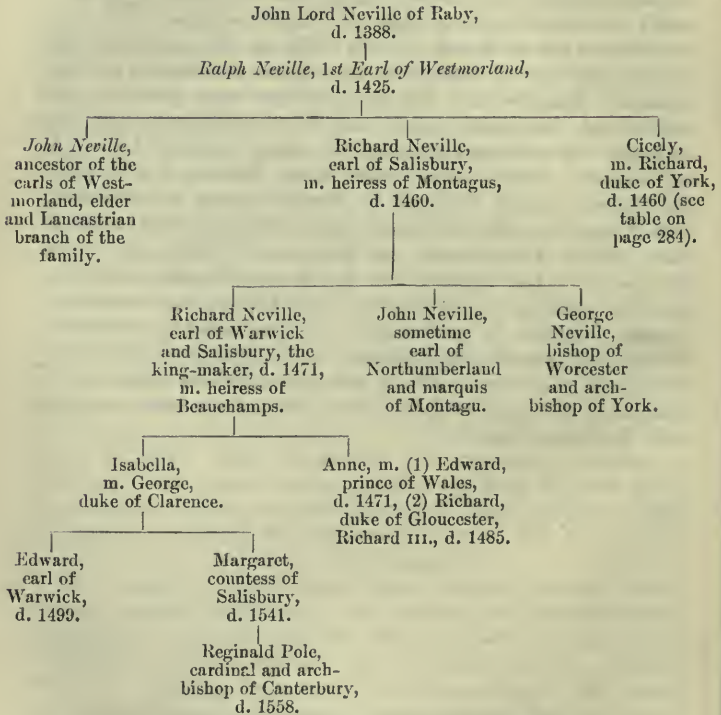 John Lord Neville of Raby,
d. 1388.
Ralph Neville, 1st Earl of Westmorland,
d. 1425.
John Neville,
ancestor of the
earls of West-
morland, elder
and Lancastrian
branch of the
family.
Richard Neville,
earl of Salisbury,
m. heiress of Montagus,
d. 1460.
Cicely,
m. Richard,
duke of York,
d. 1460 (see
table on
page 284).
Richard Neville,
earl of Warwick
and Salisbury, the
king-maker, d. 1471,
m. heiress of
Beauchamps.
John Neville,
sometime
earl of
Northumberland
and marquis
of Montagu.
George
Neville,
bishop of
Worcester
and arch-
bishop of York.
Isabella,
m. George,
duke of Clarence.
Anne, m. (1) Edward,
prince of Wales,
d. 1471, (2) Richard,
duke of Gloucester,
Richard III., d. 1485.
Edward,
earl of
Warwick,
d. 1499.
Margaret,
countess of
Salisbury,
d. 1541.
Reginald Pole,
cardinal and arch-
bishop of Canterbury,
d. 1558.